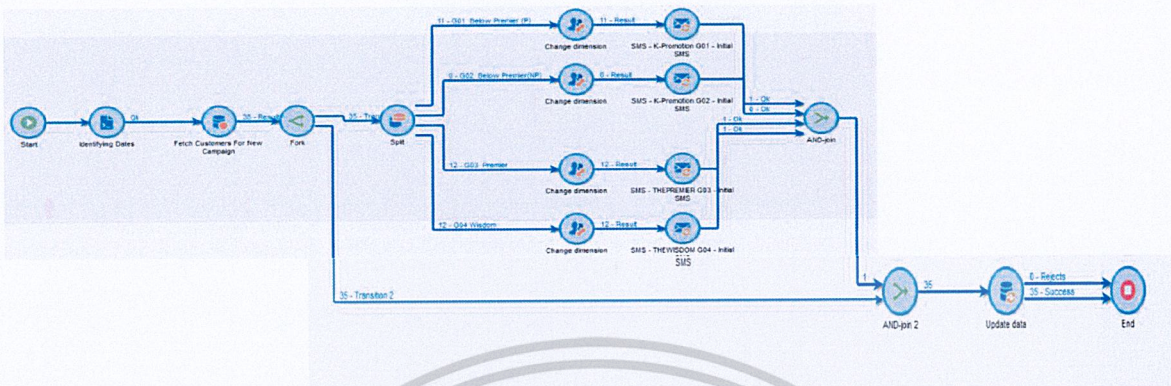 11 - G01 Below Premier (P)
11 - Result
Change dimension
SMS - K-Promotion G01 - Initial
SMS
0 - G02 Below Premier(NP)
0 - Result
Change dimension
SMS - K-Promotion G02 - Initial
SMS
Start
Ok
Identifying Dates
35 - Result
Fetch Customers For New
Campaign
Fork
35 - Tran
Split
1 - Ok
0 - Ok
1 - Ok
1 - Ok
AND-join
12 - G03 Premier
12 - Result
Change dimension
SMS - THEPREMIER G03 - Initial
SMS
12 - G04 Wisdom
12 - Result
Change dimension
SMS - THEWISDOM G04 - Initial
SMS
35 - Transition 2
1
AND-join 2
35
Update data
0 - Rejects
35 - Success
End